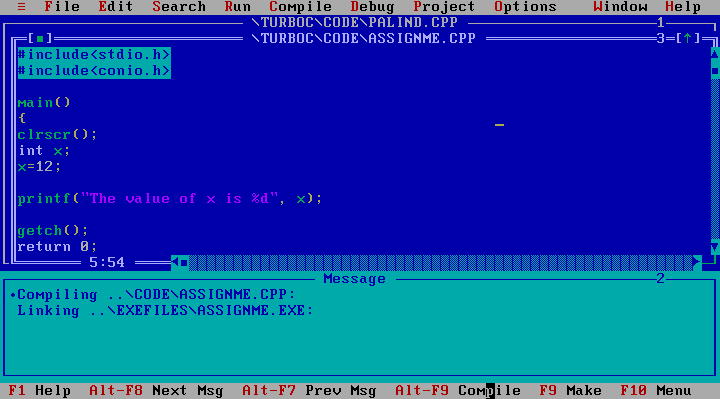 ≡ File Edit Search Run Compile Debug Project Options Window Help
\TURBOC\CODE\PALIND.CPP 1
[■] \TURBOC\CODE\ASSIGNME.CPP 3=[↑]
#include<stdio.h>
#include<conio.h>
main()
{
clrscr();
int x;
x=12;
printf("The value of x is %d", x);
getch();
return 0;
5:54
Message 2
•Compiling ..\CODE\ASSIGNME.CPP:
Linking ..\EXEFILES\ASSIGNME.EXE:
F1 Help Alt-F8 Next Msg Alt-F7 Prev Msg Alt-F9 Compile F9 Make F10 Menu